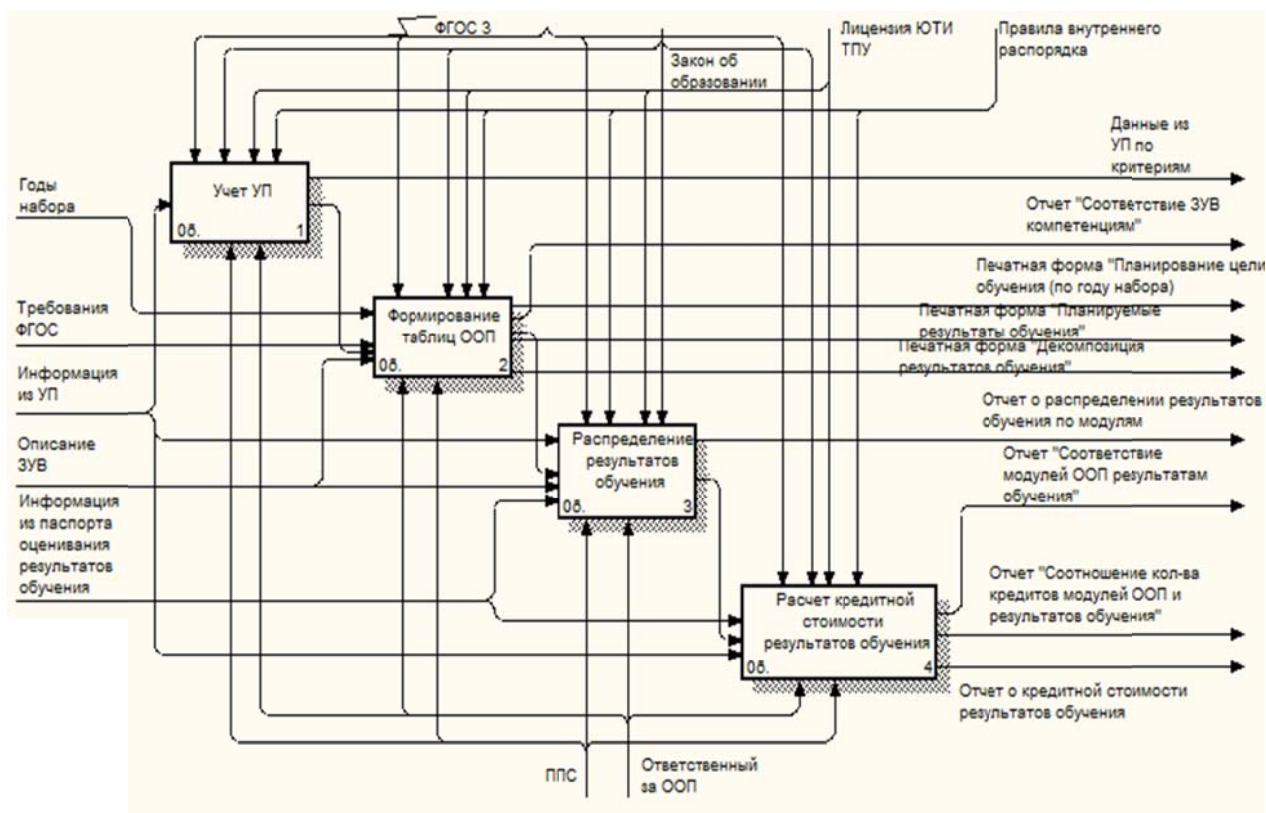 ФГОС 3
Закон об
образовании
Лицензия ЮТИ
ТПУ
Правила внутреннего
распорядка
Данные из
УП по
критериям
Годы
набора
Учет УП
0б.
1
Отчет "Соответствие ЗУВ
компетенциям"
Печатная форма "Планирование цели
обучения (по году набора)
Требования
ФГОС
Формирование
таблиц ООП
0б.
2
Печатная форма "Планируемые
результаты обучения"
Печатная форма "Декомпозиция
результатов обучения"
Информация
из УП
Отчет о распределении результатов
обучения по модулям
Описание
ЗУВ
Распределение
результатов
обучения
0б.
3
Отчет "Соответствие
модулей ООП результатам
обучения"
Информация
из паспорта
оценивания
результатов
обучения
Отчет "Соотношение кол-ва
кредитов модулей ООП и
результатов обучения"
Расчет кредитной
стоимости
результатов обучения
0б.
4
Отчет о кредитной стоимости
результатов обучения
ППС
Ответственный
за ООП